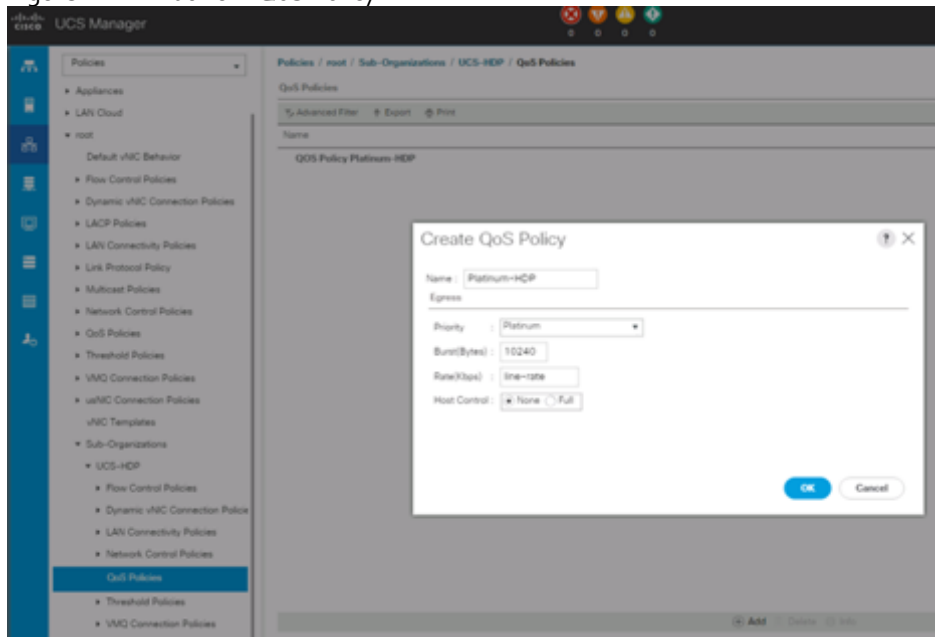 cisco UCS Manager
0 0 0 0
Policies
Appliances
LAN Cloud
root
Default vNIC Behavior
Flow Control Policies
Dynamic vNIC Connection Policies
LACP Policies
LAN Connectivity Policies
Link Protocol Policy
Multicast Policies
Network Control Policies
QoS Policies
Threshold Policies
VMQ Connection Policies
usNIC Connection Policies
vNIC Templates
Sub-Organizations
UCS-HDP
Flow Control Policies
Dynamic vNIC Connection Policie
LAN Connectivity Policies
Network Control Policies
QoS Policies
Threshold Policies
VMQ Connection Policies
Policies / root / Sub-Organizations / UCS-HDP / QoS Policies
QoS Policies
Advanced Filter Export Print
Name
QOS Policy Platinum-HDP
Create QoS Policy ? ×
Name : Platinum-HDP
Egress
Priority : Platinum
Burst(Bytes) : 10240
Rate(Kbps) : line-rate
Host Control : None Full
OK Cancel
Add Delete Info